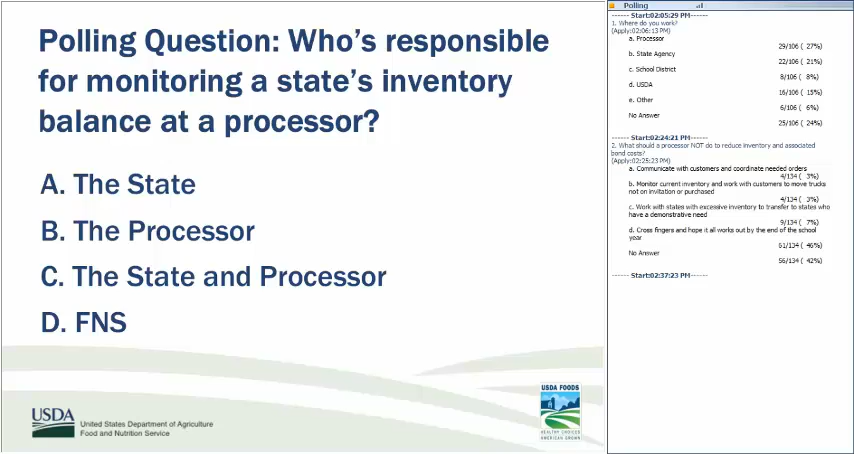 Polling Question: Who's responsible
for monitoring a state's inventory
balance at a processor?
A. The State
B. The Processor
C. The State and Processor
D. FNS
USDA
United States Department of Agriculture
Food and Nutrition Service
USDA FOODS
HEALTHY CHOICES
AMERICAN GROWN
Polling
------ Start:02:05:29 PM------
1. Where do you work?
(Apply:02:06:13 PM)
a. Processor
29/106 ( 27%)
b. State Agency
22/106 ( 21%)
c. School District
8/106 ( 8%)
d. USDA
16/106 ( 15%)
e. Other
6/106 ( 6%)
No Answer
25/106 ( 24%)
------ Start:02:24:21 PM------
2. What should a processor NOT do to reduce inventory and associated
bond costs?
(Apply:02:25:23 PM)
a. Communicate with customers and coordinate needed orders
4/134 ( 3%)
b. Monitor current inventory and work with customers to move trucks
not on invitation or purchased
4/134 ( 3%)
c. Work with states with excessive inventory to transfer to states who
have a demonstrative need
9/134 ( 7%)
d. Cross fingers and hope it all works out by the end of the school
year
61/134 ( 46%)
No Answer
56/134 ( 42%)
------ Start:02:37:23 PM------